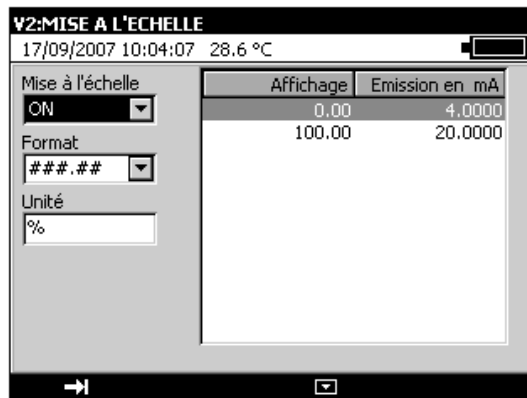 V2:MISE A L'ECHELLE
17/09/2007 10:04:07 28.6 °C
Mise à l'échelle
ON
Format
###.##
Unité
%
Affichage Emission en mA
0.00 4.0000
100.00 20.0000